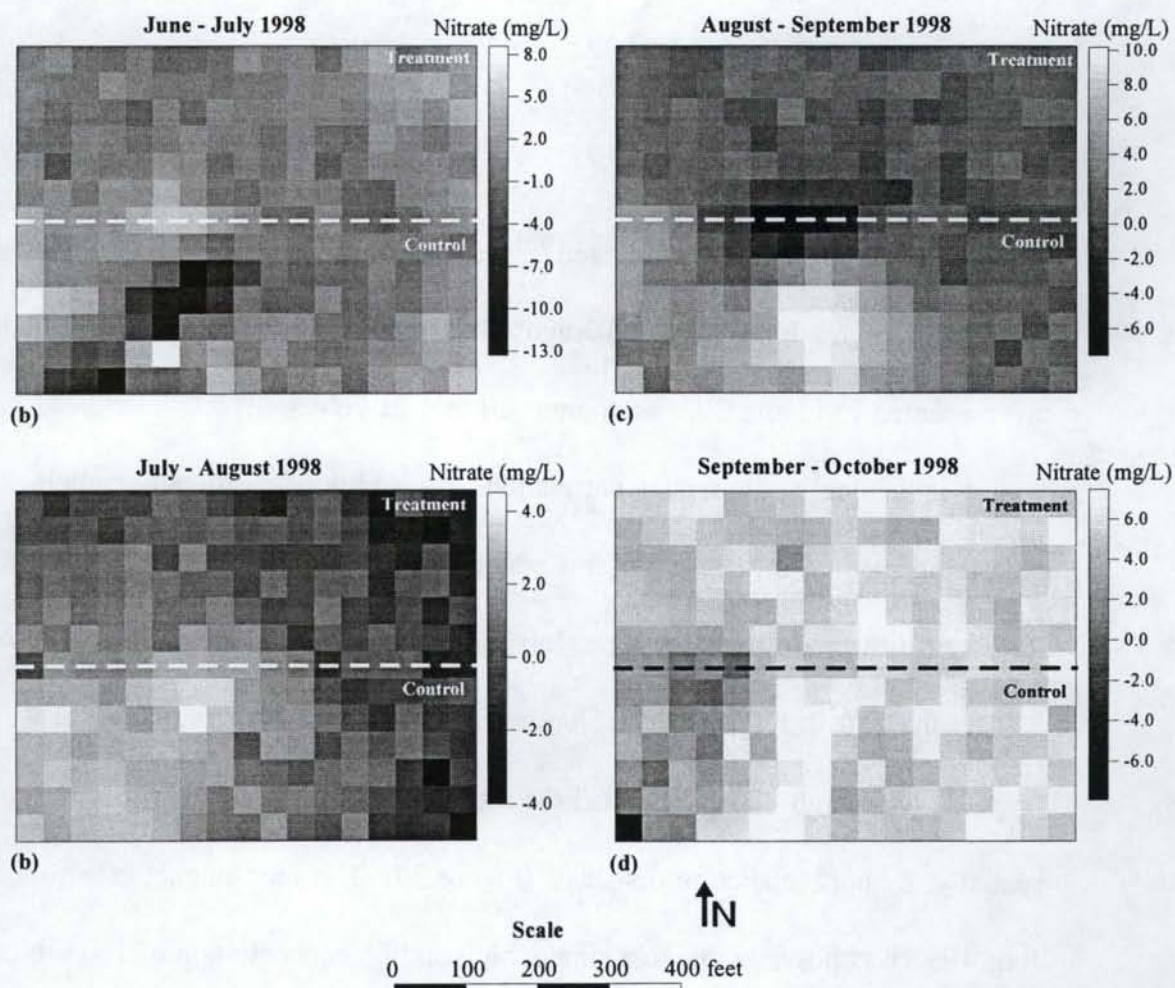 June - July 1998
Nitrate (mg/L)
Treatment
Control
8.0
5.0
2.0
-1.0
-4.0
-7.0
-10.0
-13.0
(b)
August - September 1998
Nitrate (mg/L)
Treatment
Control
10.0
8.0
6.0
4.0
2.0
0.0
-2.0
-4.0
-6.0
(c)
July - August 1998
Nitrate (mg/L)
Treatment
Control
4.0
2.0
0.0
-2.0
-4.0
(b)
September - October 1998
Nitrate (mg/L)
Treatment
Control
6.0
4.0
2.0
0.0
-2.0
-4.0
-6.0
(d)
N
Scale
0 100 200 300 400 feet